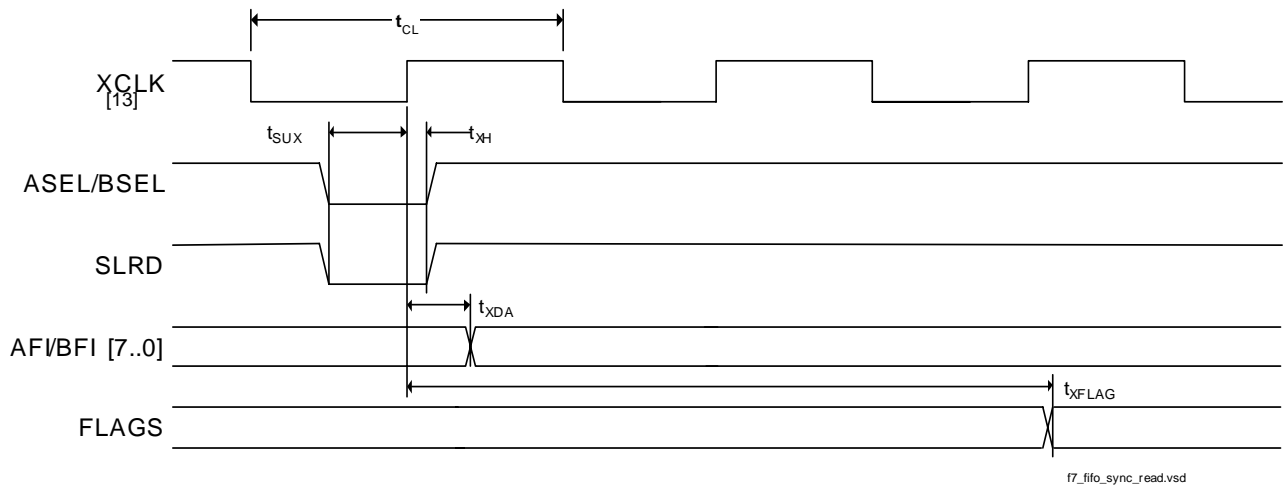 tCL
XCLK
[13]
tSUX
tXH
ASEL/BSEL
SLRD
tXDA
AFI/BFI [7..0]
tXFLAG
FLAGS
f7_fifo_sync_read.vsd